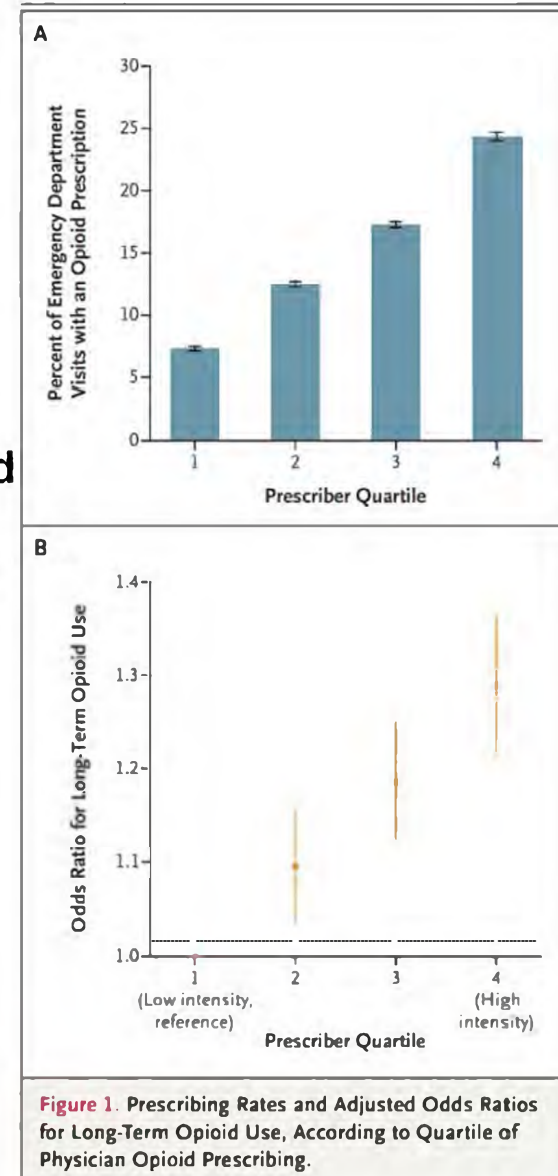 A
Percent of Emergency Department
Visits with an Opioid Prescription
30
25
20
15
10
5
0
1 2 3 4
Prescriber Quartile
d
B
Odds Ratio for Long-Term Opioid Use
1.4
1.3
1.2
1.1
1.0
1 2 3 4
(Low intensity, (High
reference) intensity)
Prescriber Quartile
Figure 1. Prescribing Rates and Adjusted Odds Ratios
for Long-Term Opioid Use, According to Quartile of
Physician Opioid Prescribing.